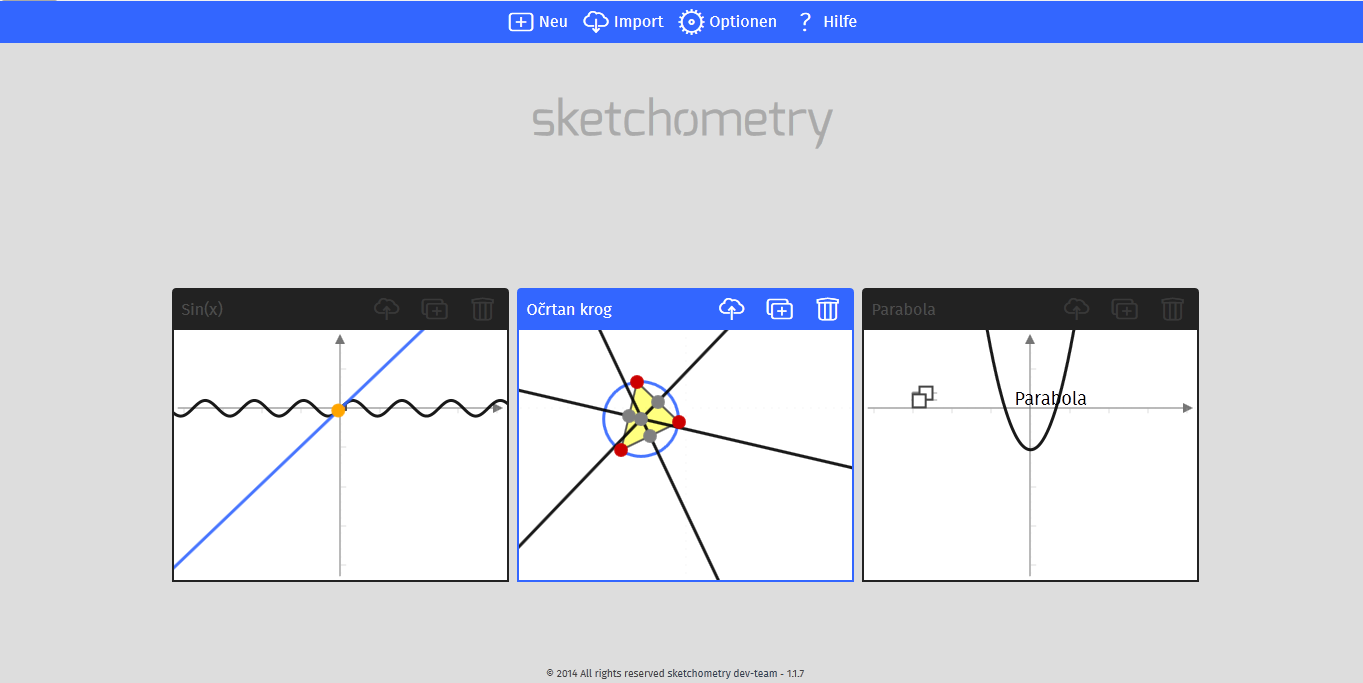 Neu Import Optionen ? Hilfe
sketchometry
Sin(x)
Očrtan krog
Parabola
Parabola
© 2014 All rights reserved sketchometry dev-team - 1.1.7